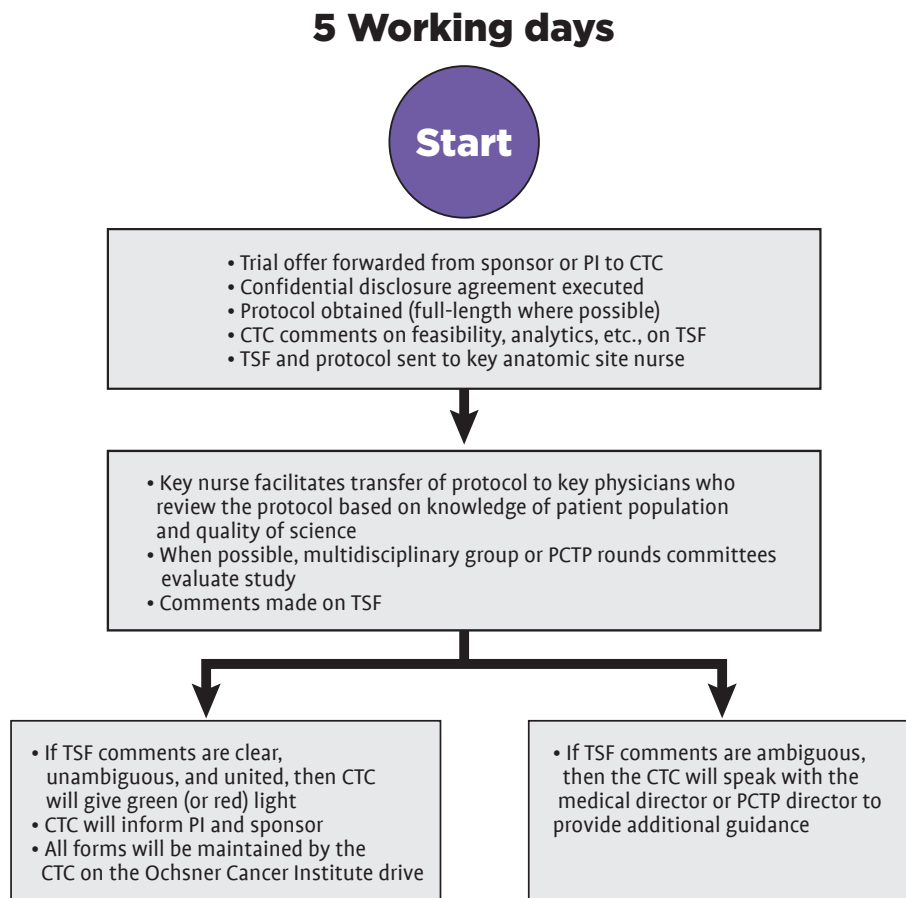 5 Working days
Start
• Trial offer forwarded from sponsor or PI to CTC
• Confidential disclosure agreement executed
• Protocol obtained (full-length where possible)
• CTC comments on feasibility, analytics, etc., on TSF
• TSF and protocol sent to key anatomic site nurse
• Key nurse facilitates transfer of protocol to key physicians who
review the protocol based on knowledge of patient population
and quality of science
• When possible, multidisciplinary group or PCTP rounds committees
evaluate study
• Comments made on TSF
• If TSF comments are clear,
unambiguous, and united, then CTC
will give green (or red) light
• CTC will inform PI and sponsor
• All forms will be maintained by the
CTC on the Ochsner Cancer Institute drive
• If TSF comments are ambiguous,
then the CTC will speak with the
medical director or PCTP director to
provide additional guidance